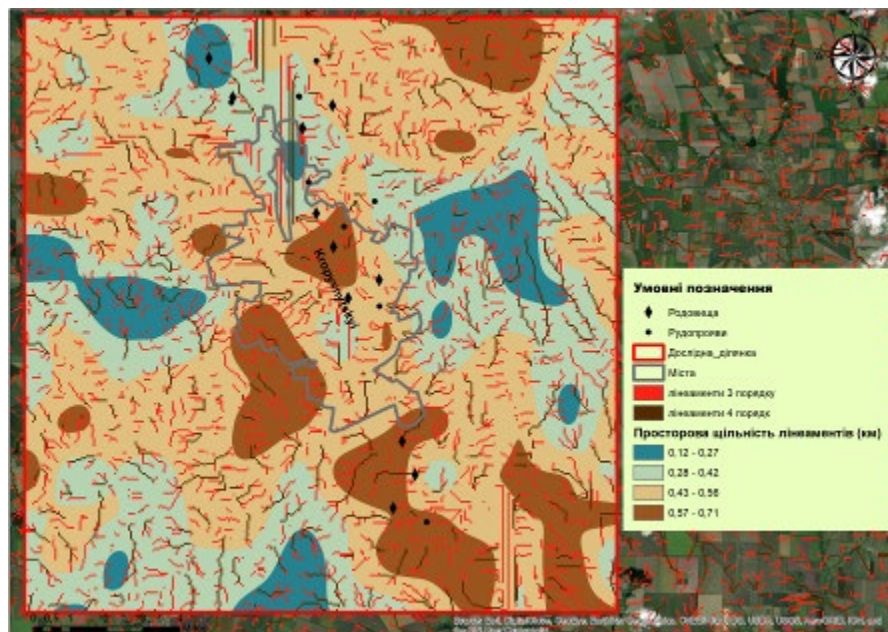 Kropyvnytskyi
Умовні позначення
Родовища
Рудопрояви
Дослідна_ділянка
Міста
лінеаменти 3 порядку
лінеаменти 4 порядк
Просторова щільність лінеаментів (км)
0,12 - 0,27
0,28 - 0,42
0,43 - 0,56
0,57 - 0,71